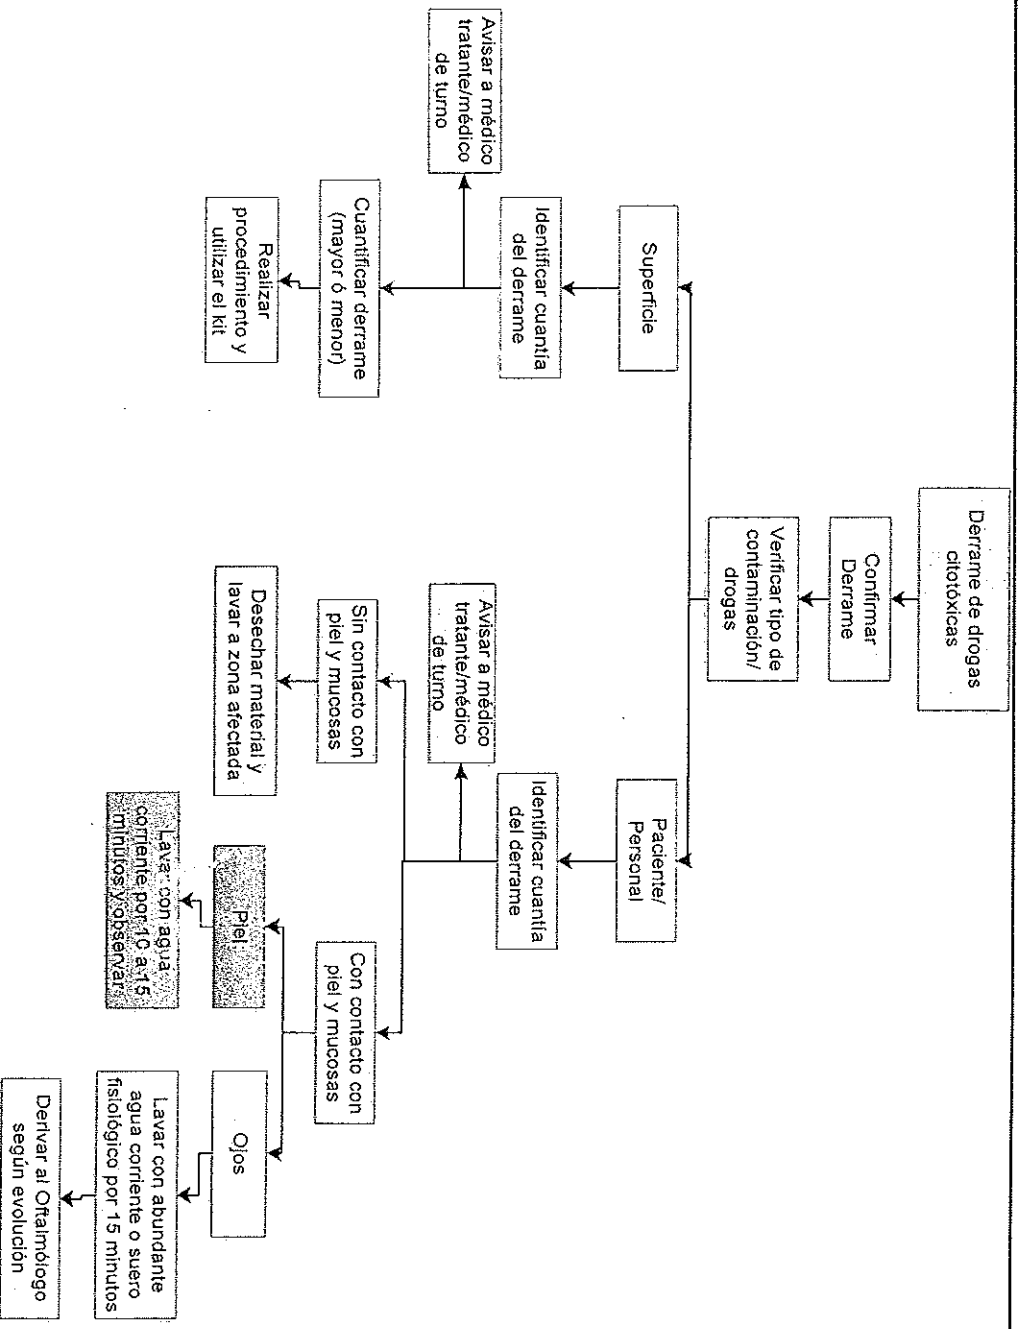 Derrame de drogas
citotóxicas
Confirmar
Derrame
Verificar tipo de
contaminación/
drogas
Superficie
Identificar cuantía
del derrame
Avisar a médico
tratante/médico
de turno
Cuantificar derrame
(mayor ó menor)
Realizar
procedimiento y
utilizar el kit
Paciente/
Personal
Identificar cuantía
del derrame
Avisar a médico
tratante/médico
de turno
Sin contacto con
piel y mucosas
Desechar material y
lavar a zona afectada
Con contacto con
piel y mucosas
Piel
Lavar con agua
corriente por 10 a 15
minutos y observar
Ojos
Lavar con abundante
agua corriente o suero
fisiológico por 15 minutos
Derivar al Oftalmólogo
según evolución